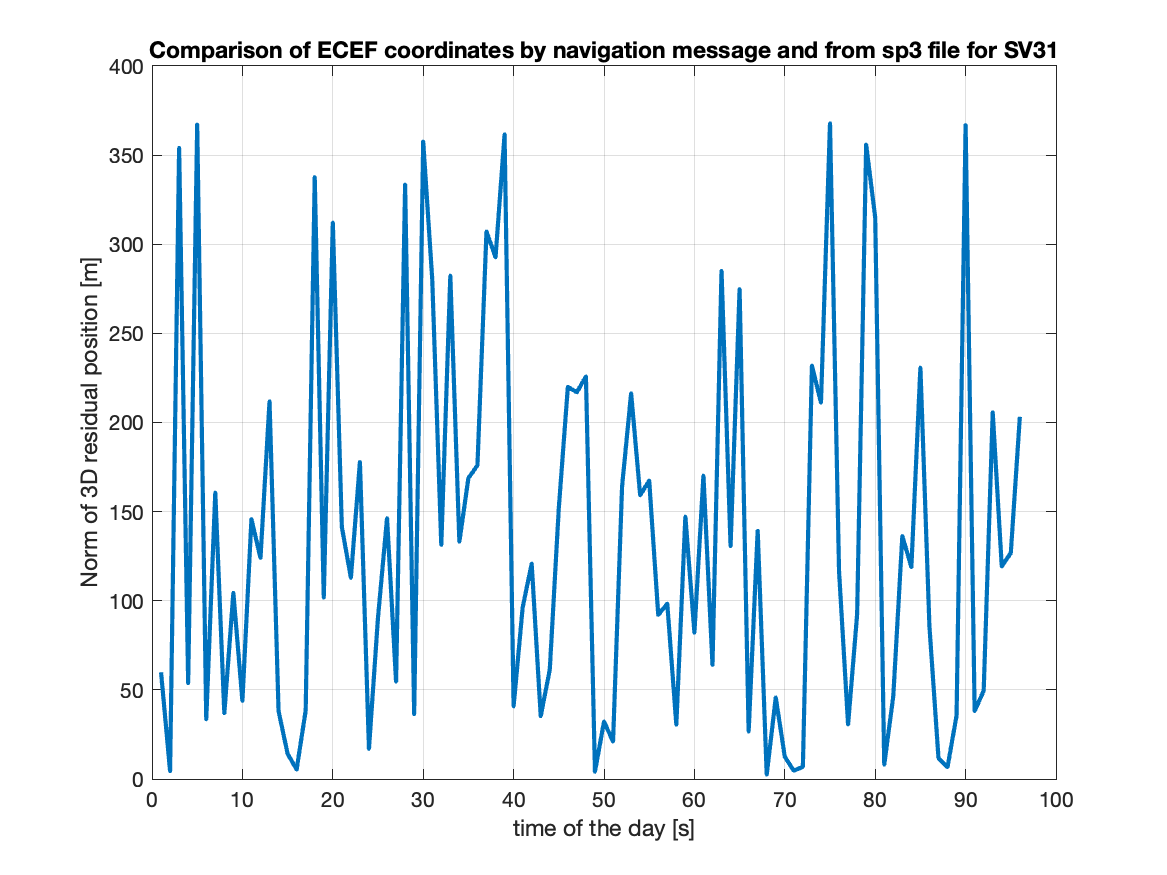 Comparison of ECEF coordinates by navigation message and from sp3 file for SV31
400
350
300
250
200
150
100
50
0
Norm of 3D residual position [m]
0 10 20 30 40 50 60 70 80 90 100
time of the day [s]